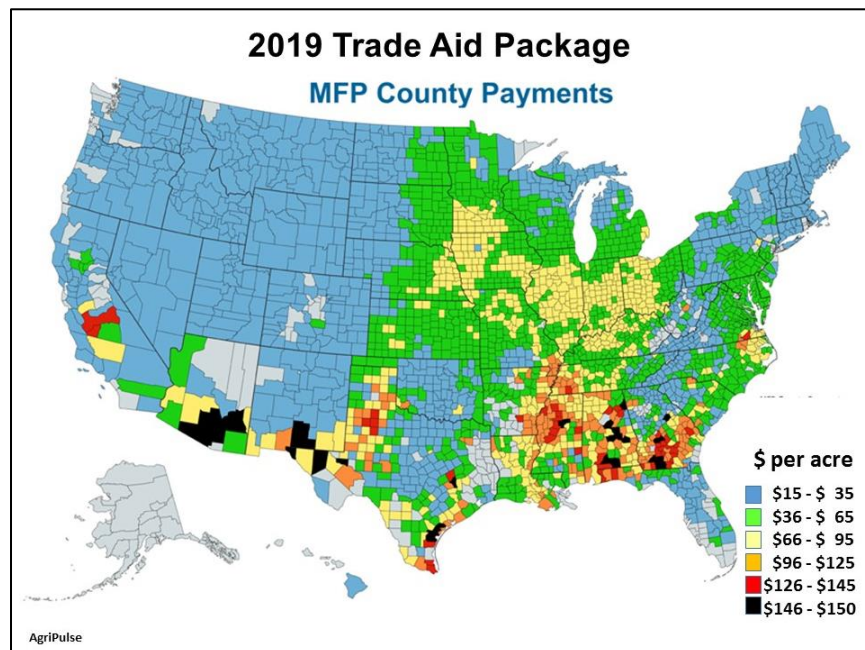 2019 Trade Aid Package
MFP County Payments
$ per acre
$15 - $ 35
$36 - $ 65
$66 - $ 95
$96 - $125
$126 - $145
$146 - $150
AgriPulse